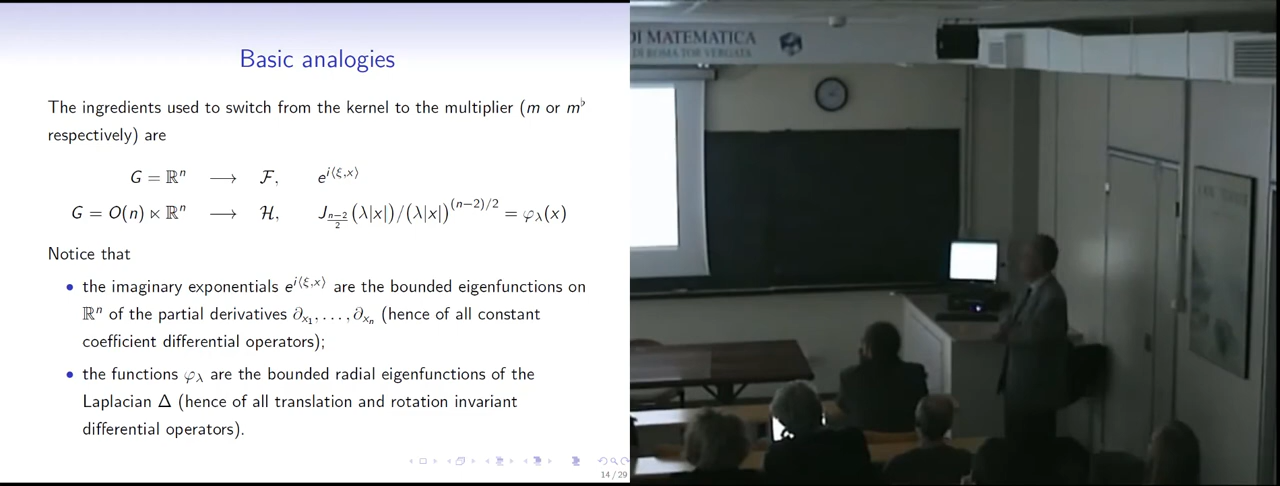 Basic analogies
The ingredients used to switch from the kernel to the multiplier (m or m♭
respectively) are
G = ℝⁿ ⟶ ℱ, e^{i⟨ξ,x⟩}
G = O(n) ⋉ ℝⁿ ⟶ ℋ, J_{\frac{n−2}{2}}(λ|x|)/(λ|x|)^{(n−2)/2} = φ_λ(x)
Notice that
• the imaginary exponentials e^{i⟨ξ,x⟩} are the bounded eigenfunctions on
ℝⁿ of the partial derivatives ∂_{x₁}, . . . , ∂_{xₙ} (hence of all constant
coefficient differential operators);
• the functions φ_λ are the bounded radial eigenfunctions of the
Laplacian Δ (hence of all translation and rotation invariant
differential operators).
14 / 29
DI MATEMATICA
DI ROMA TOR VERGATA